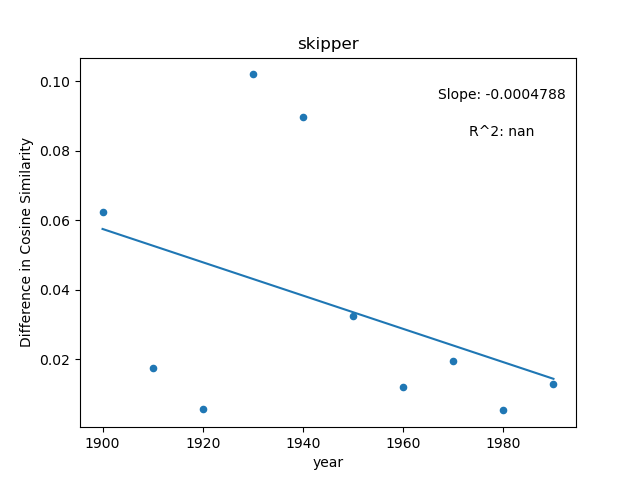 skipper
Slope: -0.0004788
R^2: nan
Difference in Cosine Similarity
0.10
0.08
0.06
0.04
0.02
1900
1920
1940
1960
1980
year